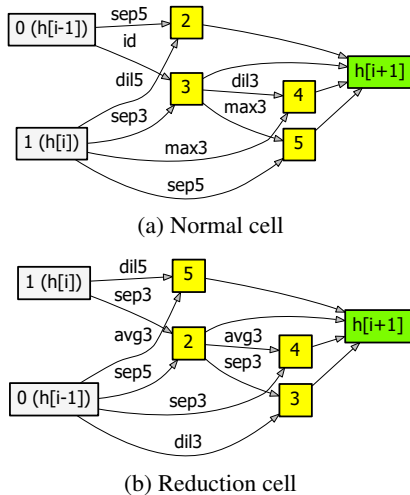 sep5
2
0 (h[i-1])
id
h[i+1]
dil5
3
dil3
4
sep3
max3
1 (h[i])
max3
5
sep5
(a) Normal cell
dil5
5
1 (h[i])
sep3
h[i+1]
avg3
2
avg3
4
sep5
sep3
0 (h[i-1])
sep3
3
dil3
(b) Reduction cell